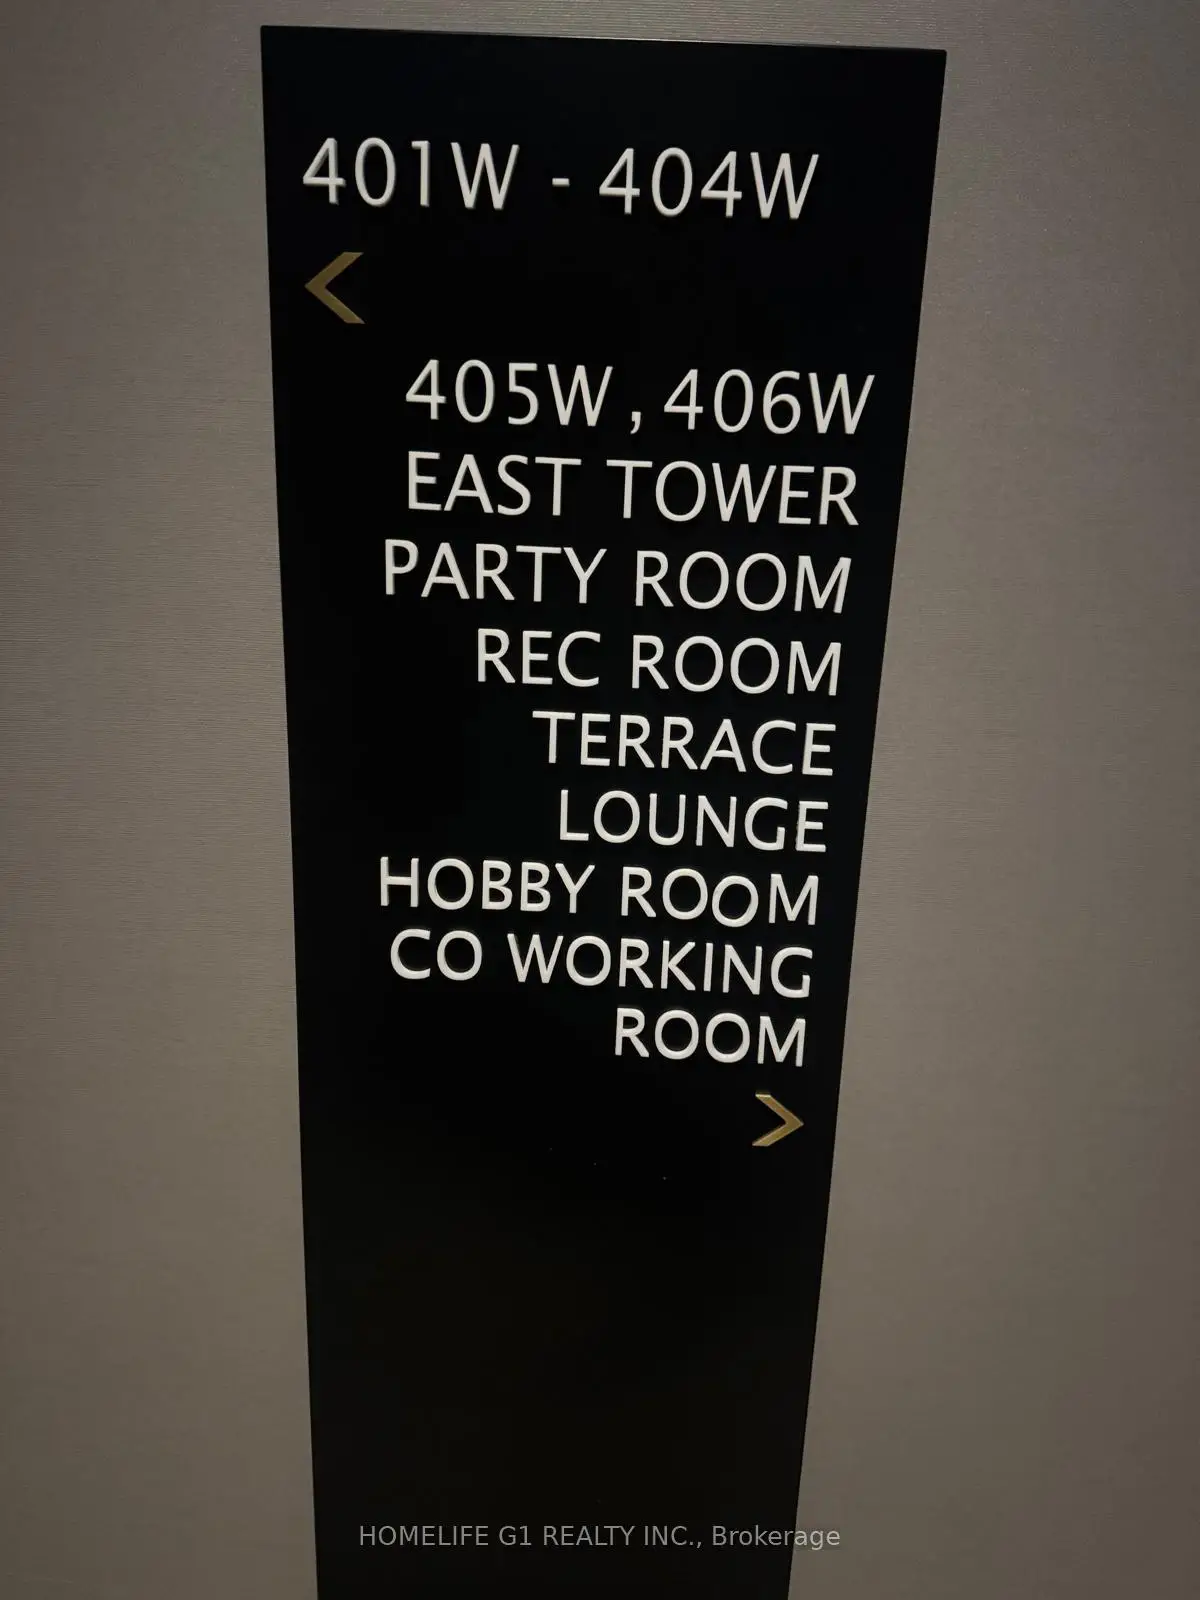 401W - 404W
<
405W , 406W
EAST TOWER
PARTY ROOM
REC ROOM
TERRACE
LOUNGE
HOBBY ROOM
CO WORKING
ROOM
>
HOMELIFE G1 REALTY INC., Brokerage